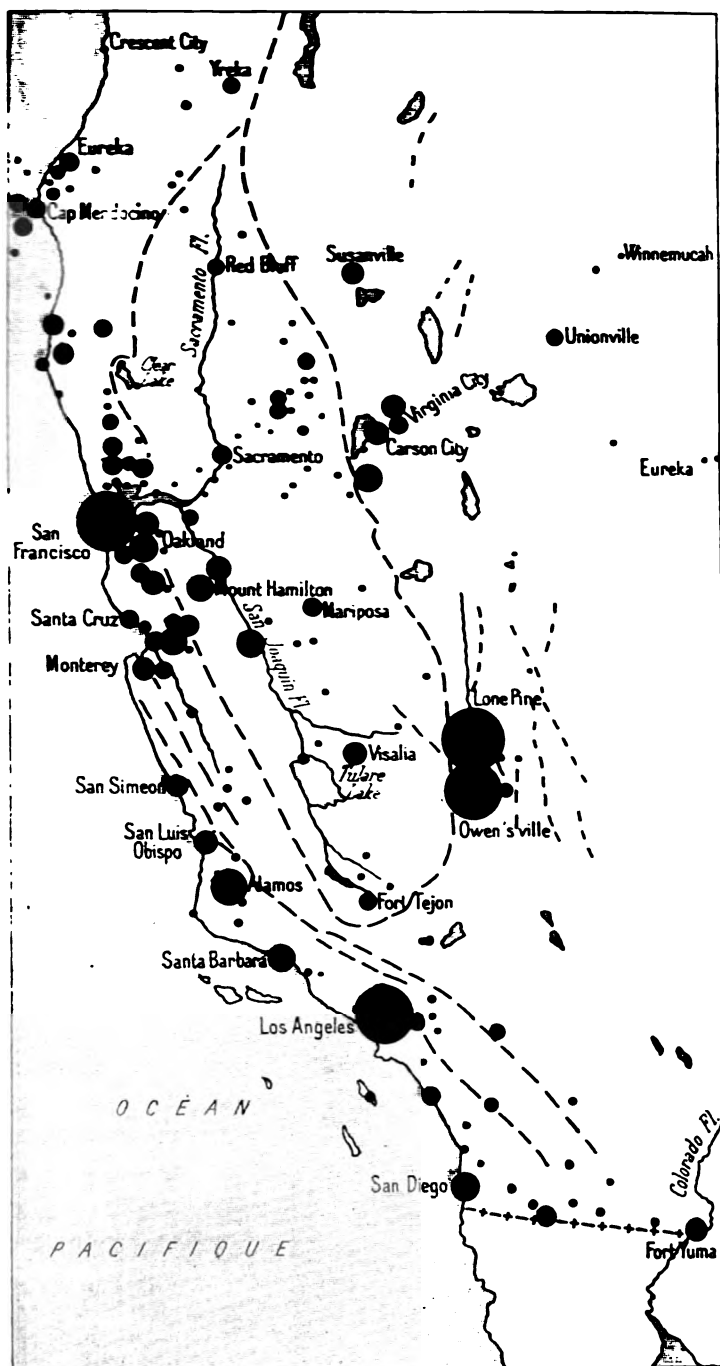 Crescent City
Yreka
Eureka
Cap Mendocino
Sacramento Fl.
Red Bluff
Susanville
Winnemucah
Unionville
Clear
Lake
Virginia City
Carson City
Sacramento
Eureka
San
Francisco
Oakland
Mount Hamilton
Santa Cruz
Mariposa
San Joaquin Fl
Monterey
Lone Pine
Visalia
San Simeon
Tulare
Lake
San Luis
Obispo
Owen's ville
Alamos
Fort Tejon
Santa Barbara
Los Angeles
OCÉAN
Colorado Fl.
San Diego
PACIFIQUE
Fort Yuma